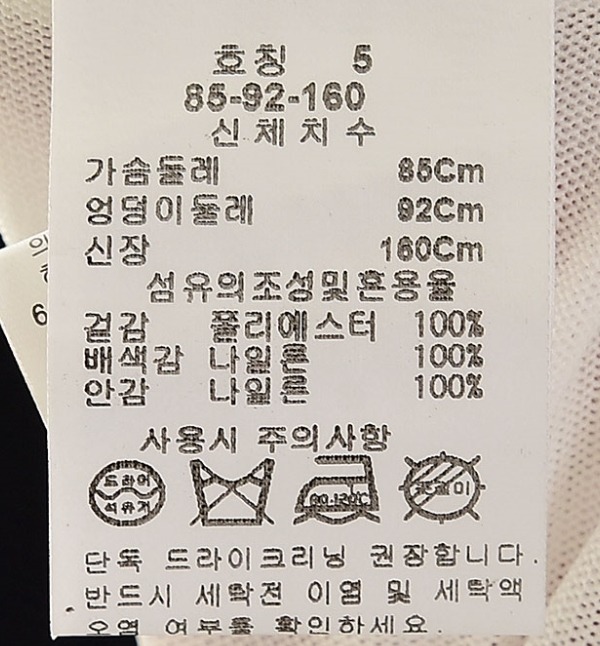 호칭 5
85-92-160
신체치수
가슴둘레 85Cm
엉덩이둘레 92Cm
신장 160Cm
섬유의조성및혼용율
겉감 폴리에스터 100%
배색감 나일론 100%
안감 나일론 100%
사용시 주의사항
드라이
석유계
80-120℃
단독 드라이크리닝 권장합니다.
반드시 세탁전 이염 및 세탁액
오염 여부를 확인하세요.
6